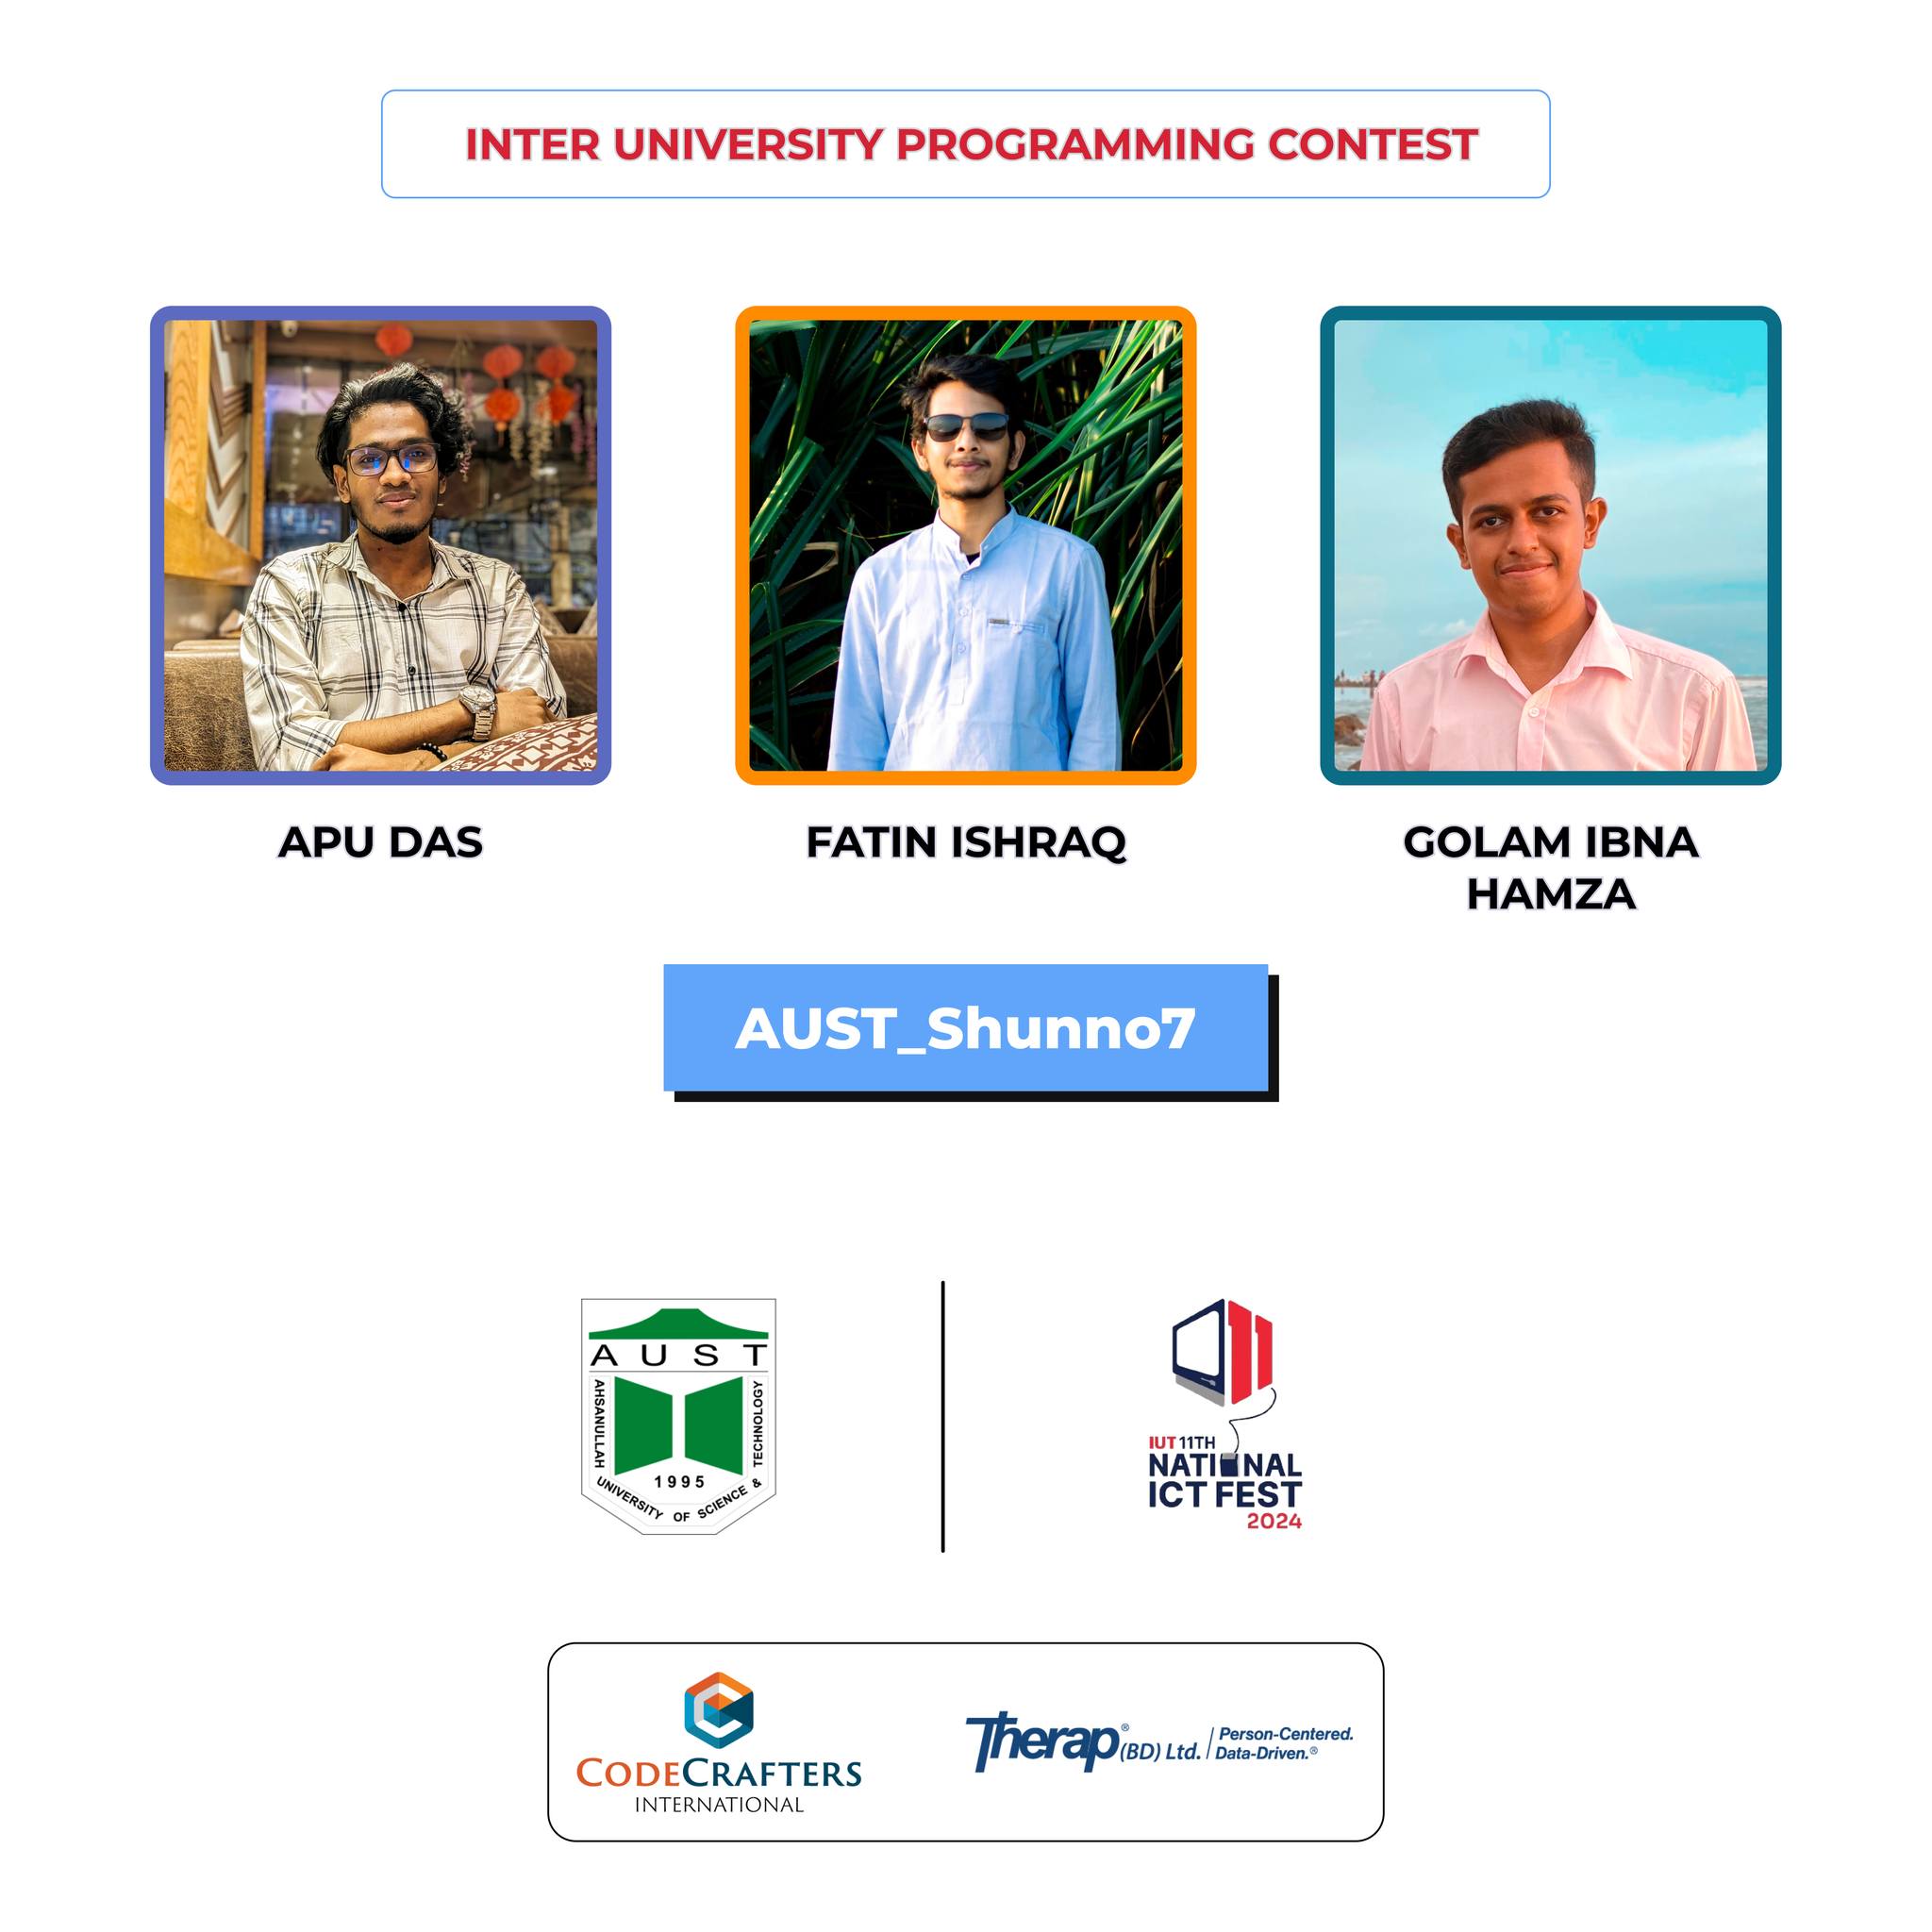 INTER UNIVERSITY PROGRAMMING CONTEST
APU DAS
FATIN ISHRAQ
GOLAM IBNA
HAMZA
AUST_Shunno7
AUST
AHSANULLAH UNIVERSITY OF SCIENCE & TECHNOLOGY
1995
IUT 11TH
NATIONAL
ICT FEST
2024
CODECRAFTERS
INTERNATIONAL
Therap® (BD) Ltd. | Person-Centered.
Data-Driven.®